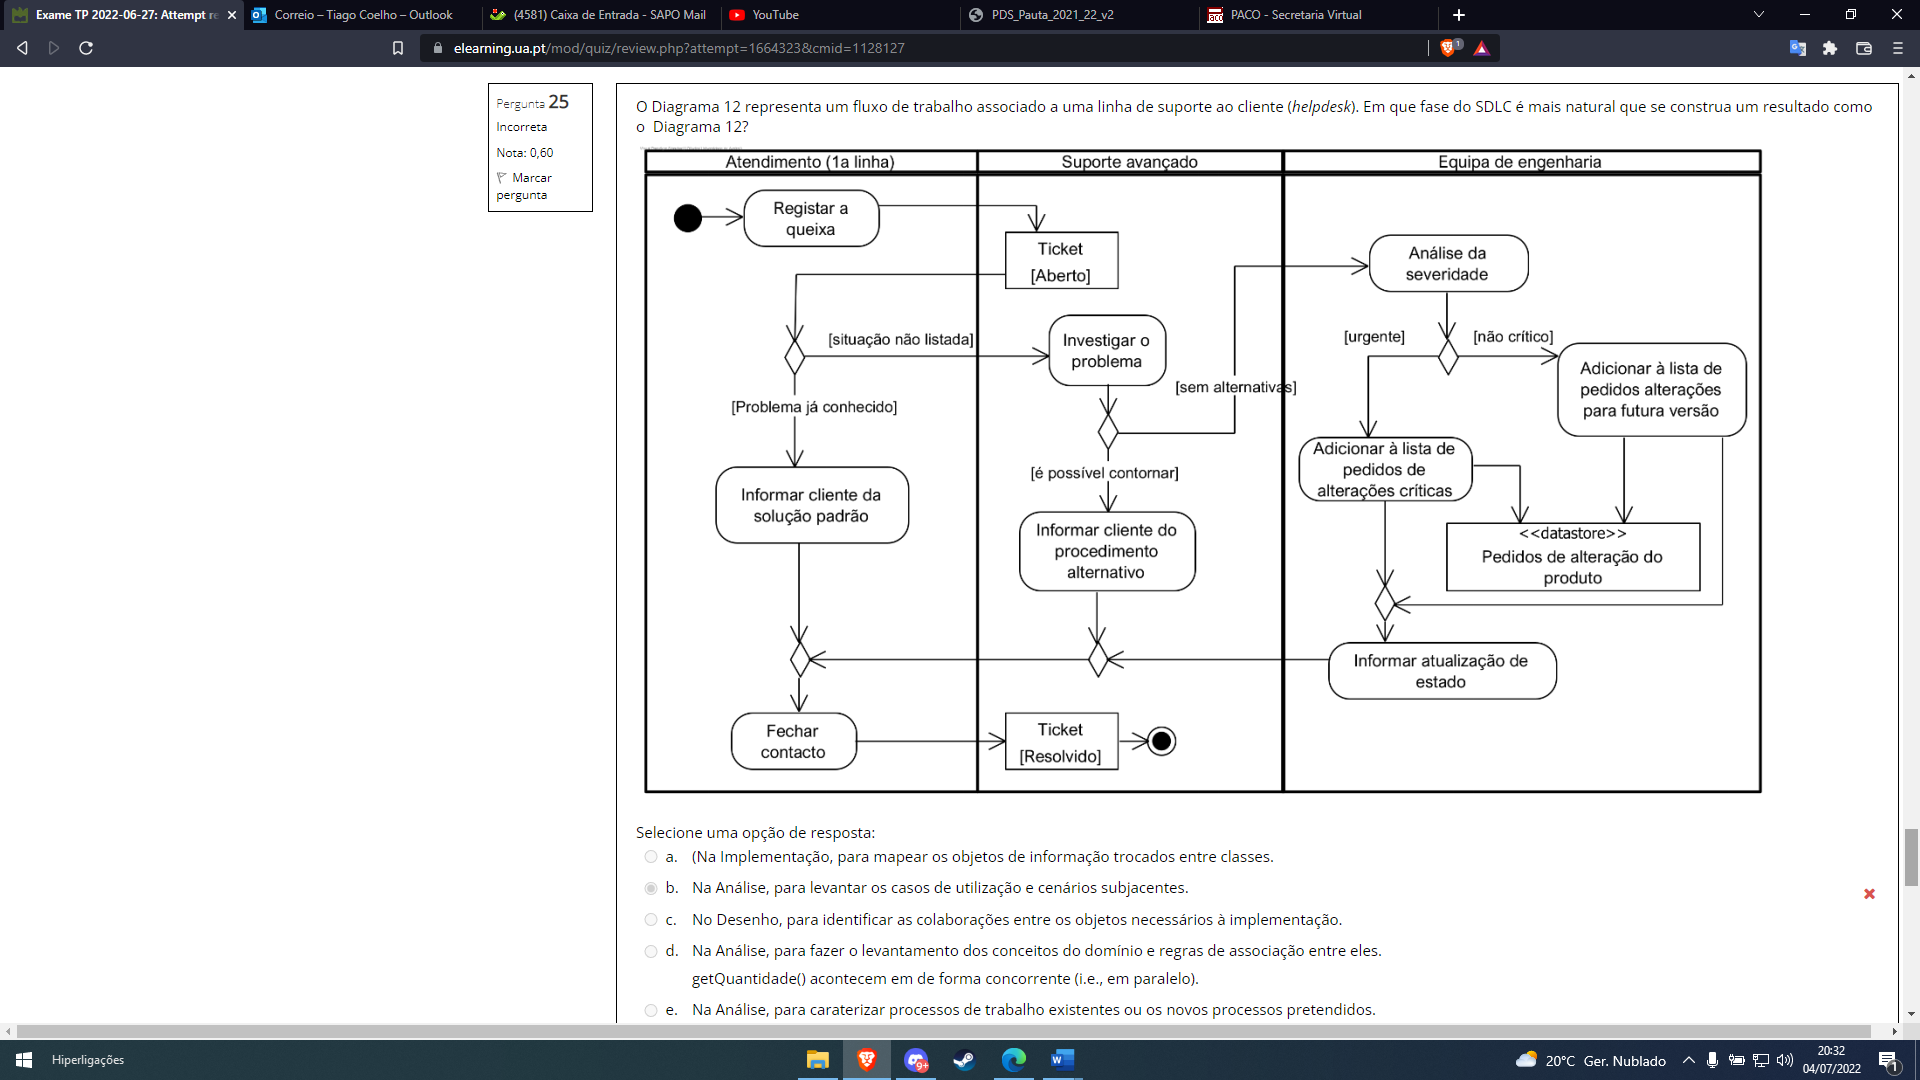 Exame TP 2022-06-27: Attempt re
Correio – Tiago Coelho – Outlook
(4581) Caixa de Entrada - SAPO Mail
YouTube
PDS_Pauta_2021_22_v2
PACO - Secretaria Virtual
elearning.ua.pt/mod/quiz/review.php?attempt=1664323&cmid=1128127
1
Pergunta 25
Incorreta
Nota: 0,60
Marcar
pergunta
O Diagrama 12 representa um fluxo de trabalho associado a uma linha de suporte ao cliente (helpdesk). Em que fase do SDLC é mais natural que se construa um resultado como
o Diagrama 12?
Atendimento (1a linha)
Suporte avançado
Equipa de engenharia
Registar a
queixa
Ticket
[Aberto]
Análise da
severidade
[situação não listada]
Investigar o
problema
[urgente]
[não crítico]
Adicionar à lista de
pedidos alterações
para futura versão
[sem alternativas]
[Problema já conhecido]
Adicionar à lista de
pedidos de
alterações críticas
[é possível contornar]
Informar cliente da
solução padrão
Informar cliente do
procedimento
alternativo
<<datastore>>
Pedidos de alteração do
produto
Informar atualização de
estado
Fechar
contacto
Ticket
[Resolvido]
Selecione uma opção de resposta:
a. (Na Implementação, para mapear os objetos de informação trocados entre classes.
b. Na Análise, para levantar os casos de utilização e cenários subjacentes.
c. No Desenho, para identificar as colaborações entre os objetos necessários à implementação.
d. Na Análise, para fazer o levantamento dos conceitos do domínio e regras de associação entre eles.
getQuantidade() acontecem em de forma concorrente (i.e., em paralelo).
e. Na Análise, para caraterizar processos de trabalho existentes ou os novos processos pretendidos.
Hiperligações
9+
20°C Ger. Nublado
20:32
04/07/2022
1